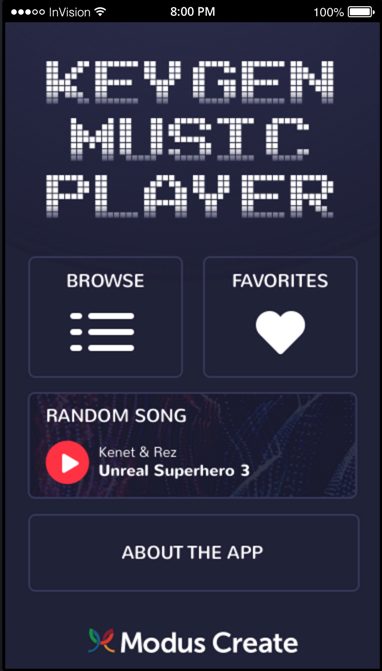 InVision 8:00 PM 100%
KEYGEN
MUSIC
PLAYER
BROWSE FAVORITES
RANDOM SONG
Kenet & Rez
Unreal Superhero 3
ABOUT THE APP
Modus Create